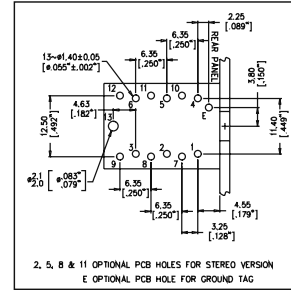 2.25
[.089"]
6.35
[.250"]
13~ø1.40±0.05
[ø.055"±.002"]
6.35
[.250"]
REAR PANEL
3.80
[.150"]
12 11 10
6 5 4
E
4.63
[.182"]
13
12.50
[.492"]
11.40
[.449"]
ø2.1
2.0
[ø.083"
.079"]
3 2 1
9 8 7
6.35
[.250"]
6.35
[.250"]
4.55
[.179"]
3.25
[.128"]
2, 5, 8 & 11 OPTIONAL PCB HOLES FOR STEREO VERSION
E OPTIONAL PCB HOLE FOR GROUND TAG